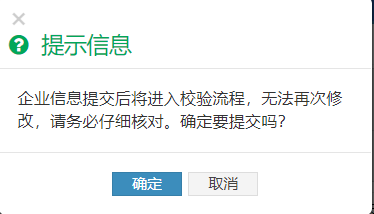 提示信息
企业信息提交后将进入校验流程，无法再次修
改，请务必仔细核对。确定要提交吗？
确定
取消